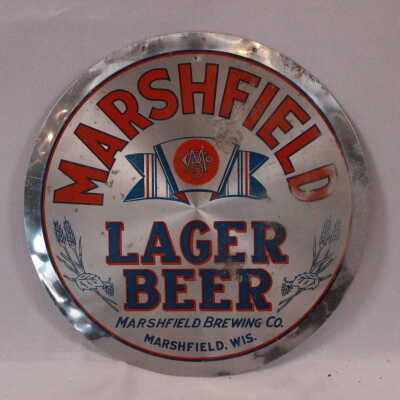 MARSHFIELD
LAGER
BEER
MARSHFIELD BREWING CO.
MARSHFIELD, WIS.